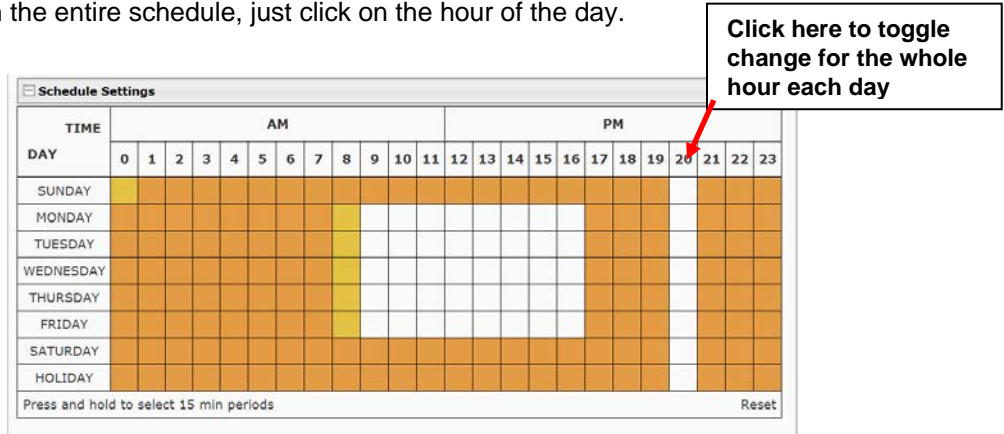 the entire schedule, just click on the hour of the day.
Click here to toggle
change for the whole
hour each day
Schedule Settings
TIME AM PM
DAY 0 1 2 3 4 5 6 7 8 9 10 11 12 13 14 15 16 17 18 19 20 21 22 23
SUNDAY
MONDAY
TUESDAY
WEDNESDAY
THURSDAY
FRIDAY
SATURDAY
HOLIDAY
Press and hold to select 15 min periods Reset